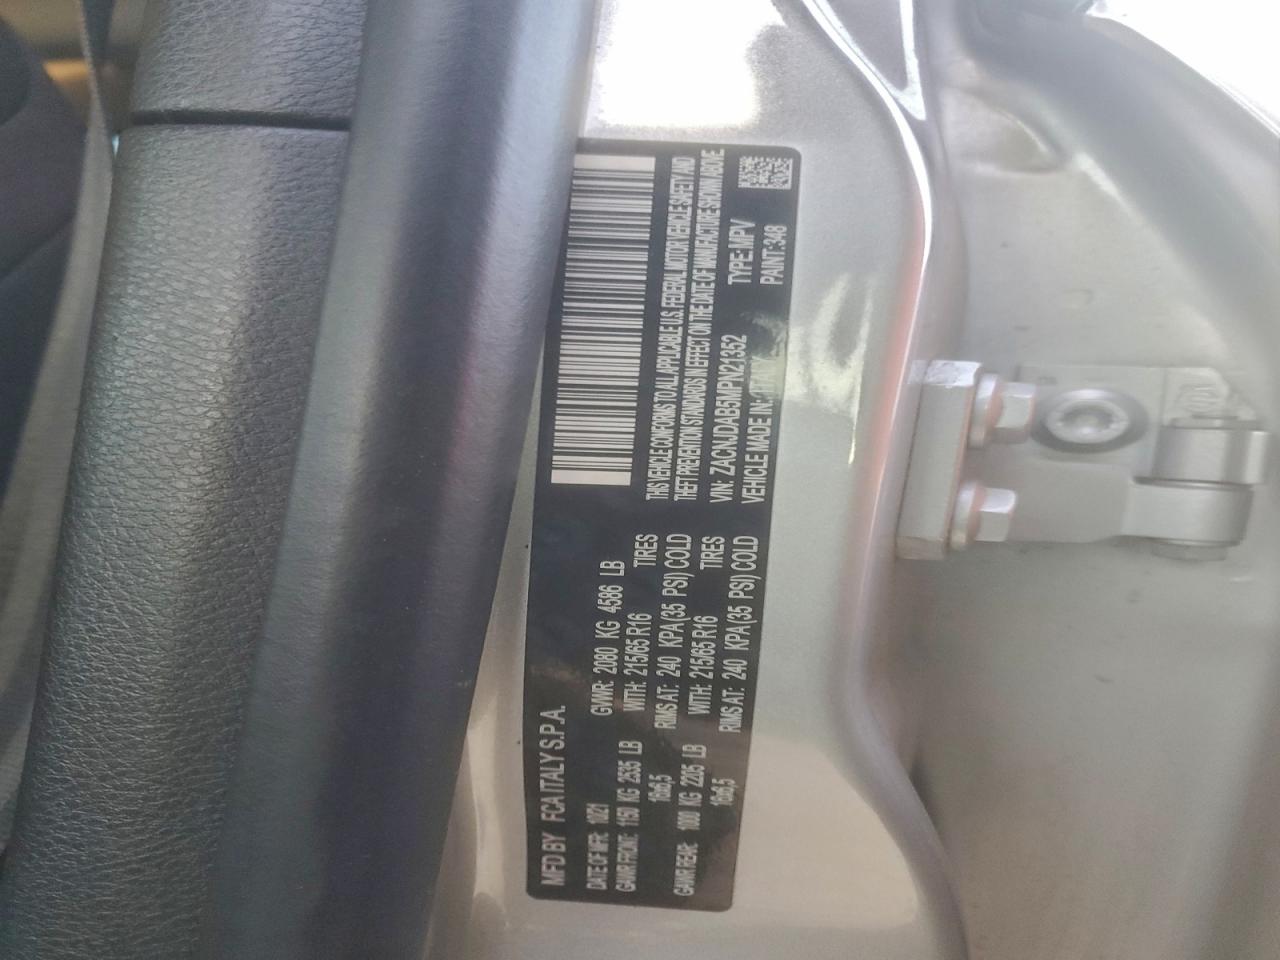 MFD BY FCA ITALY S.P.A.
DATE OF MFR: 10/21 GVWR: 2080 KG 4586 LB
GAWR FRONT: 1150 KG 2535 LB WITH: 215/65 R16 TIRES
16x6,5 RIMS AT: 240 KPA(35 PSI) COLD
GAWR REAR: 1000 KG 2205 LB WITH: 215/65 R16 TIRES
16x6,5 RIMS AT: 240 KPA(35 PSI) COLD
THIS VEHICLE CONFORMS TO ALL APPLICABLE U.S. FEDERAL MOTOR VEHICLE SAFETY AND
THEFT PREVENTION STANDARDS IN EFFECT ON THE DATE OF MANUFACTURE SHOWN ABOVE
VIN: ZACNJDAB5MPN21352 TYPE:MPV
VEHICLE MADE IN: PAINT:348